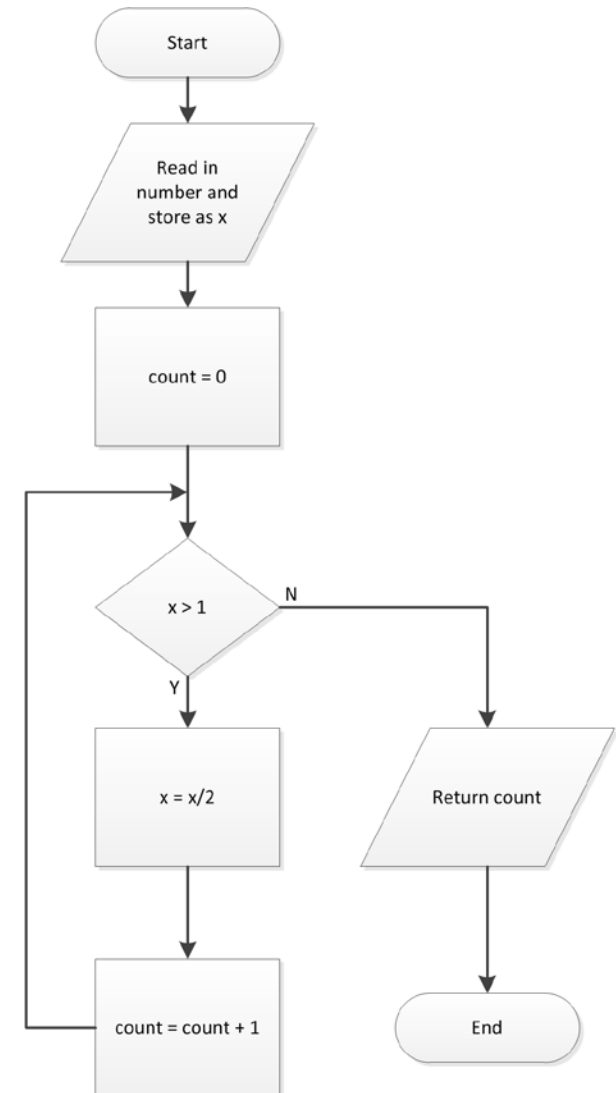 Start
Read in
number and
store as x
count = 0
x > 1
N
Y
x = x/2
Return count
count = count + 1
End